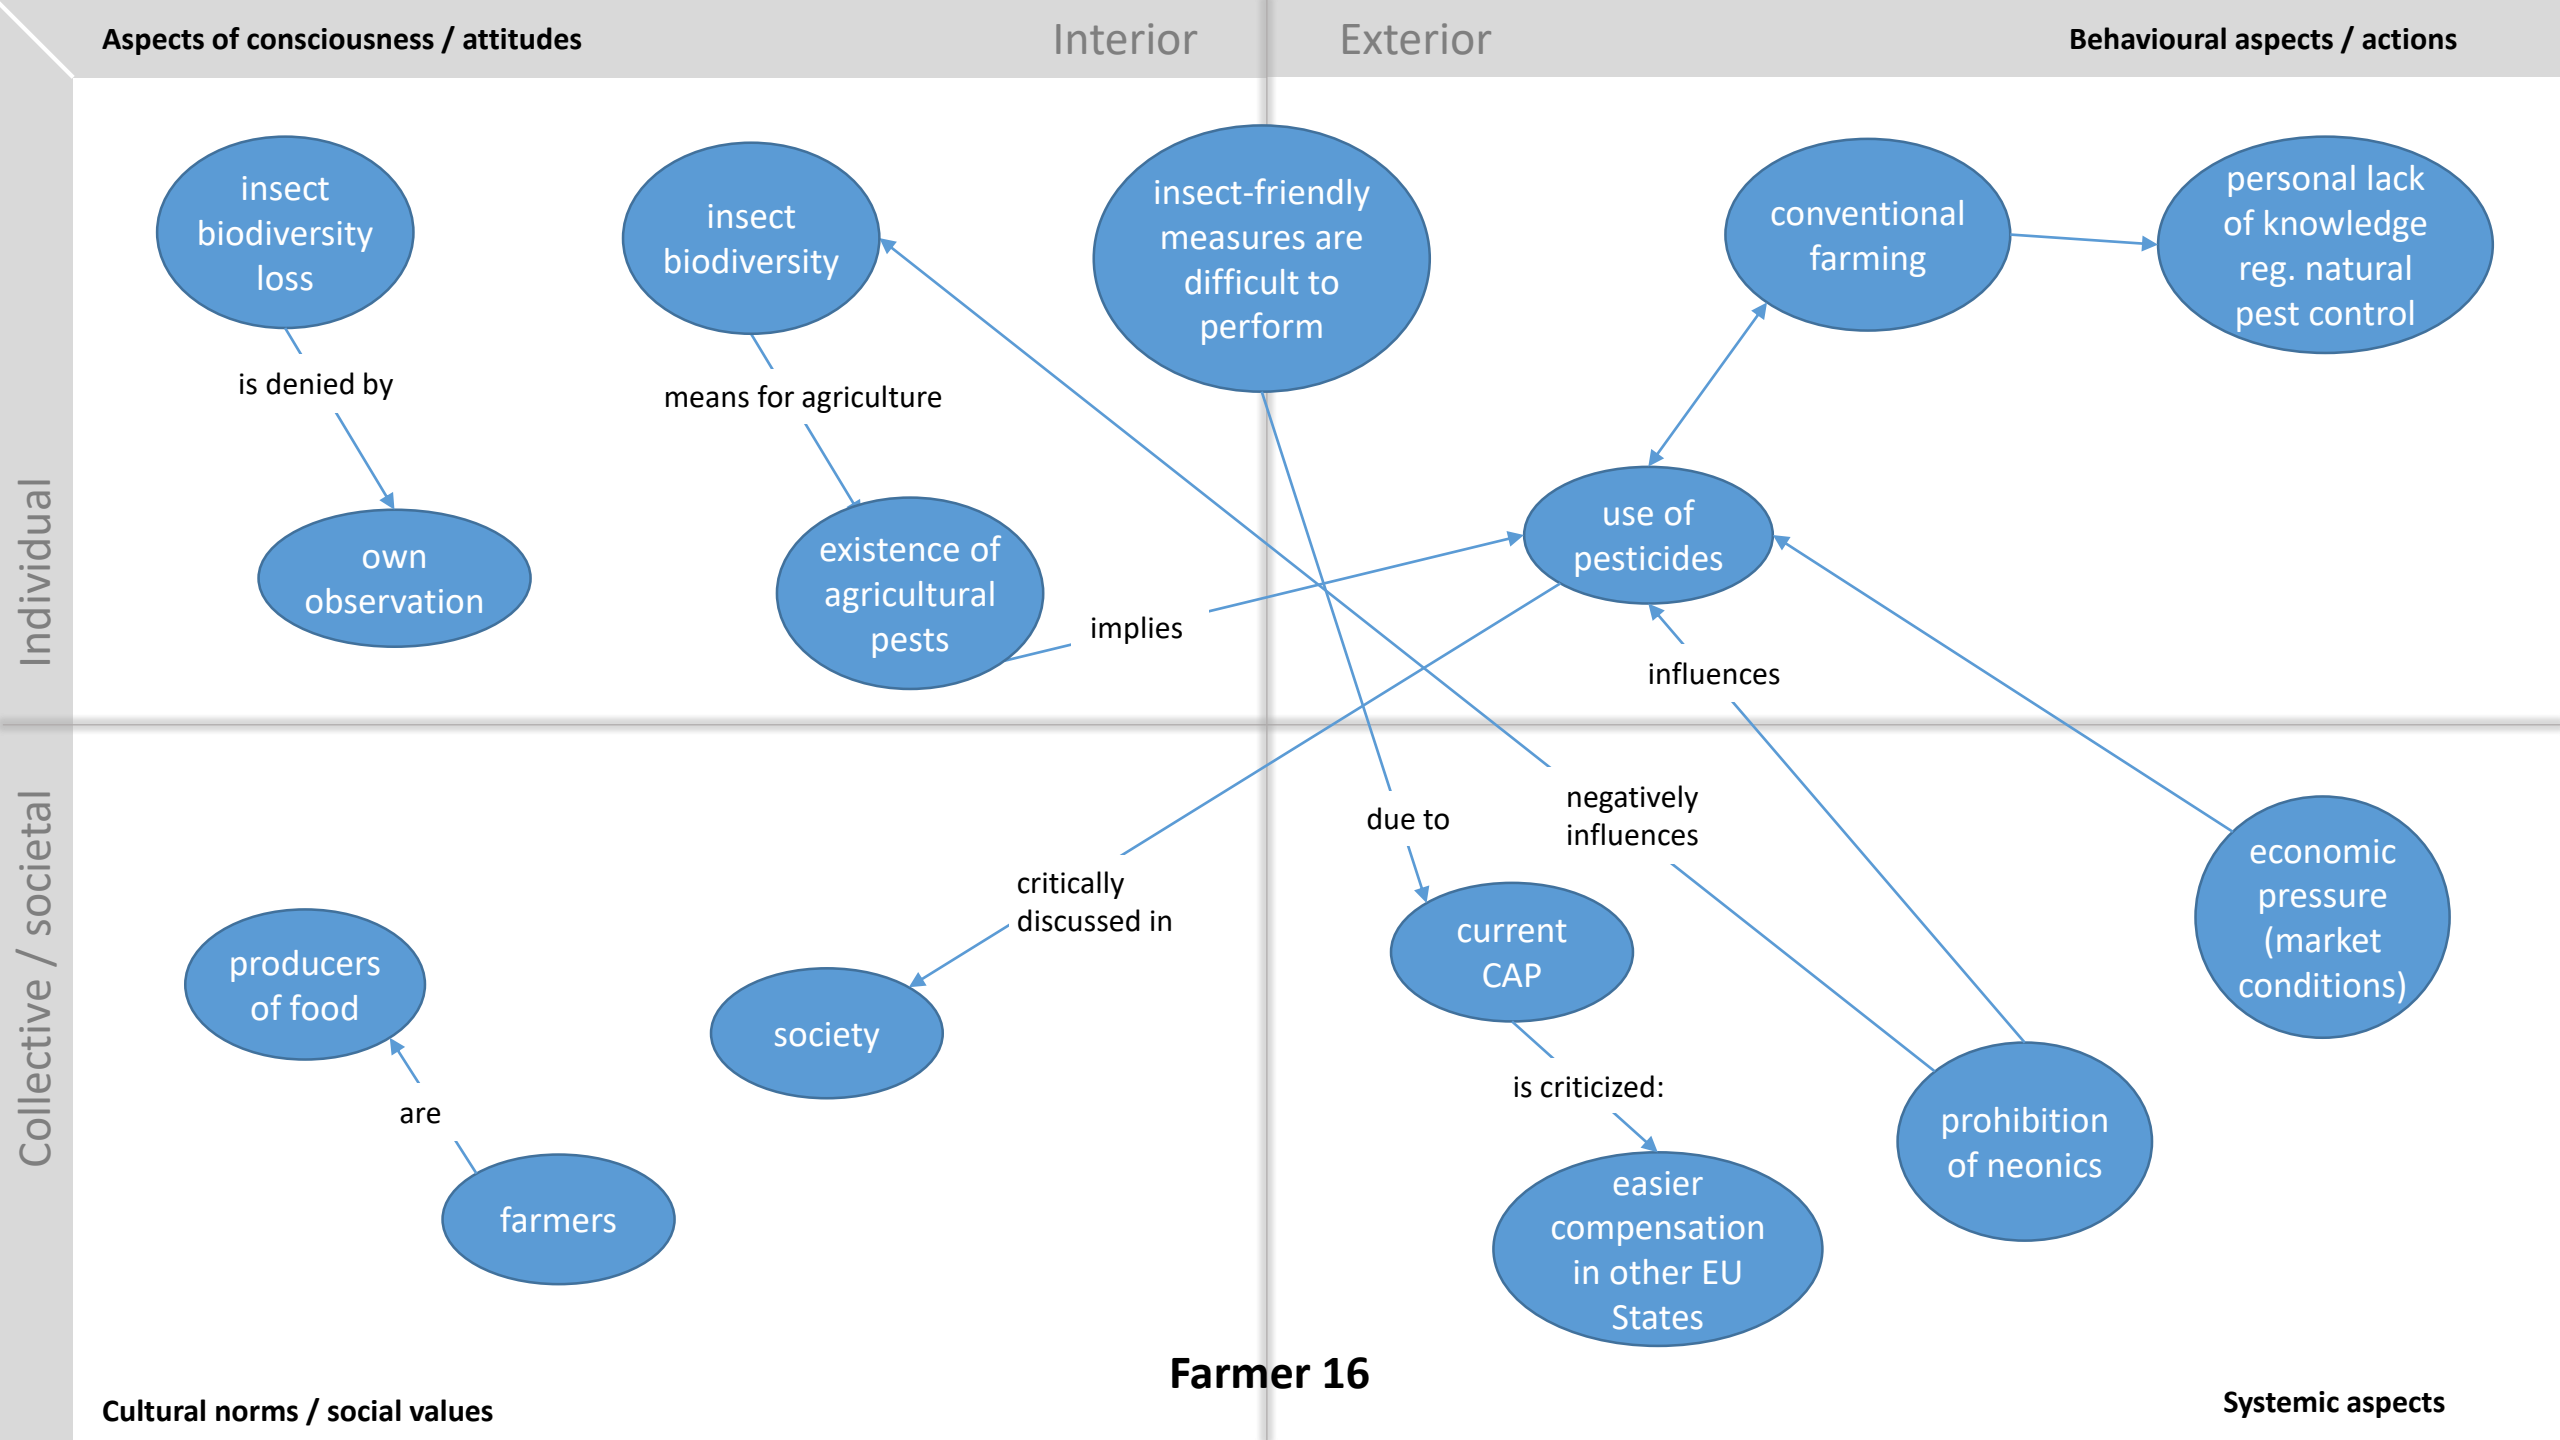 Aspects of consciousness / attitudes
Interior
Exterior
Behavioural aspects / actions
Individual
Collective / societal
insect
biodiversity
loss
is denied by
own
observation
insect
biodiversity
means for agriculture
existence of
agricultural
pests
implies
insect-friendly
measures are
difficult to
perform
conventional
farming
personal lack
of knowledge
reg. natural
pest control
use of
pesticides
influences
negatively
influences
due to
critically
discussed in
society
producers
of food
are
farmers
current
CAP
is criticized:
easier
compensation
in other EU
States
prohibition
of neonics
economic
pressure
(market
conditions)
Farmer 16
Cultural norms / social values
Systemic aspects